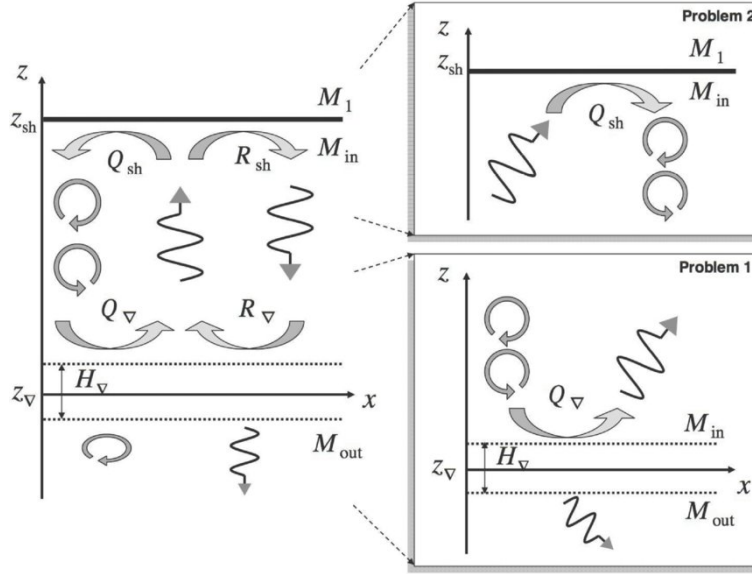 z
z_sh
M_1
M_in
Q_sh
R_sh
Q_∇
R_∇
H_∇
z_∇
x
M_out
Problem 2
z
z_sh
M_1
M_in
Q_sh
Problem 1
z
Q_∇
M_in
H_∇
z_∇
x
M_out